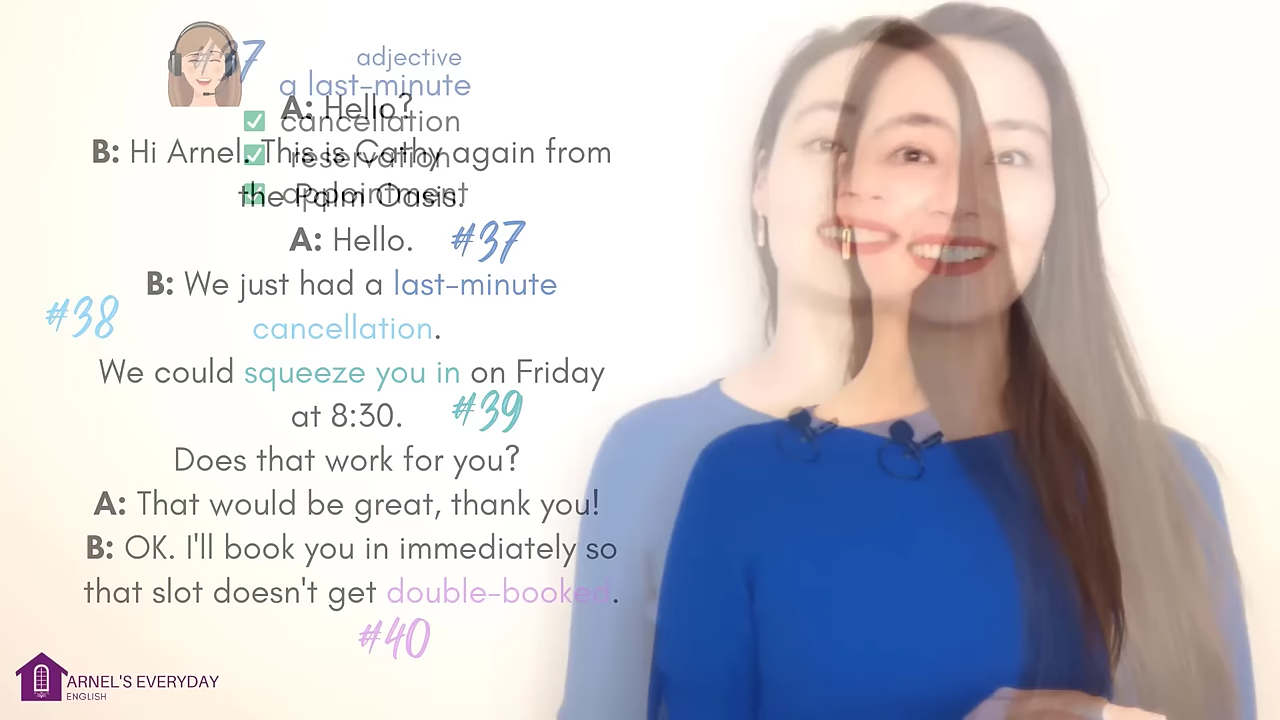 #37
adjective
a last-minute
A: Hello?
✅ cancellation
B: Hi Arnel. This is Cathy again from
✅ reservation
the Palm Oasis.
✅ appointment
A: Hello. #37
B: We just had a last-minute
#38
cancellation.
We could squeeze you in on Friday
at 8:30. #39
Does that work for you?
A: That would be great, thank you!
B: OK. I'll book you in immediately so
that slot doesn't get double-booked.
#40
ARNEL'S EVERYDAY
ENGLISH